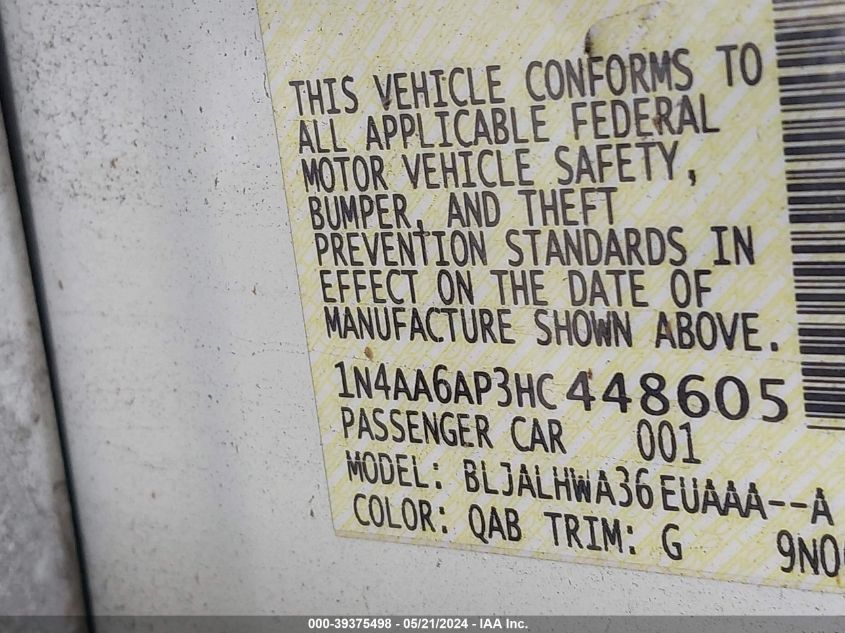 THIS VEHICLE CONFORMS TO
ALL APPLICABLE FEDERAL
MOTOR VEHICLE SAFETY,
BUMPER, AND THEFT
PREVENTION STANDARDS IN
EFFECT ON THE DATE OF
MANUFACTURE SHOWN ABOVE.
1N4AA6AP3HC448605
PASSENGER CAR 001
MODEL: BLJALHWA36EUAAA--A
COLOR: QAB TRIM: G
000-39375498 - 05/21/2024 - IAA Inc.